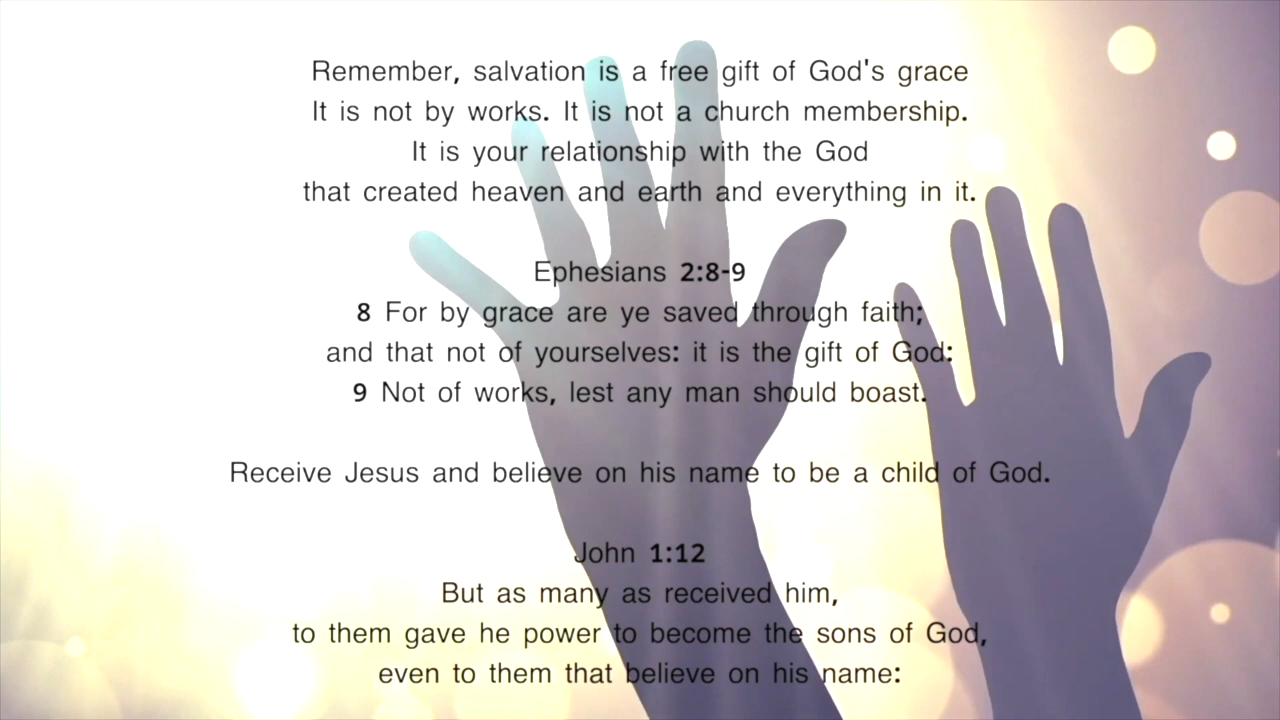 Remember, salvation is a free gift of God's grace
It is not by works. It is not a church membership.
It is your relationship with the God
that created heaven and earth and everything in it.
Ephesians 2:8-9
8 For by grace are ye saved through faith;
and that not of yourselves: it is the gift of God:
9 Not of works, lest any man should boast.
Receive Jesus and believe on his name to be a child of God.
John 1:12
But as many as received him,
to them gave he power to become the sons of God,
even to them that believe on his name: